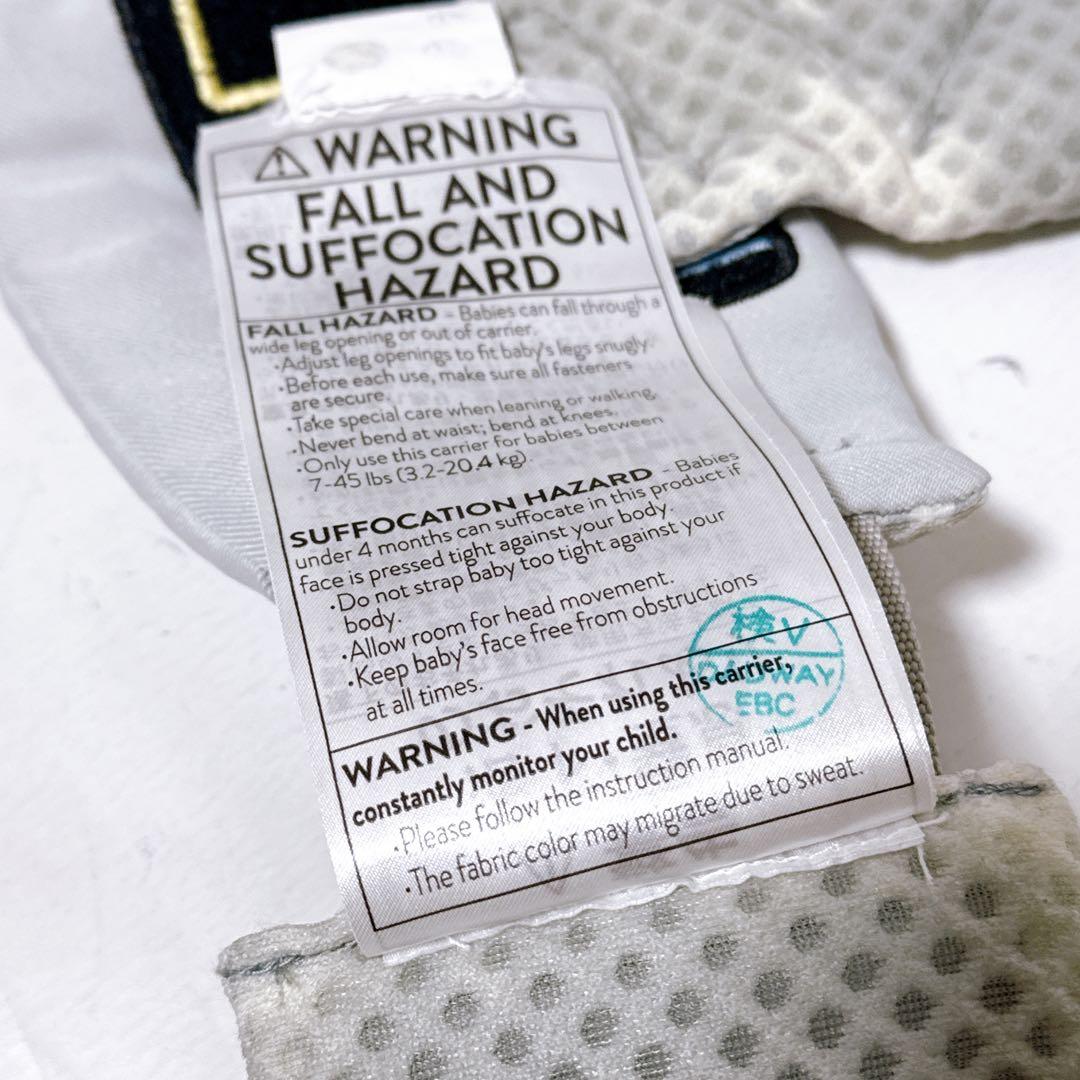 WARNING
FALL AND
SUFFOCATION
HAZARD
FALL HAZARD - Babies can fall through a
wide leg opening or out of carrier.
•Adjust leg openings to fit baby's legs snugly.
•Before each use, make sure all fasteners
are secure.
•Take special care when leaning or walking.
•Never bend at waist; bend at knees.
•Only use this carrier for babies between
7-45 lbs (3.2-20.4 kg).
SUFFOCATION HAZARD - Babies
under 4 months can suffocate in this product if
face is pressed tight against your body.
•Do not strap baby too tight against your
body.
•Allow room for head movement.
•Keep baby's face free from obstructions
at all times.
検V
DADWAY
EBC
WARNING - When using this carrier,
constantly monitor your child.
•Please follow the instruction manual.
•The fabric color may migrate due to sweat.